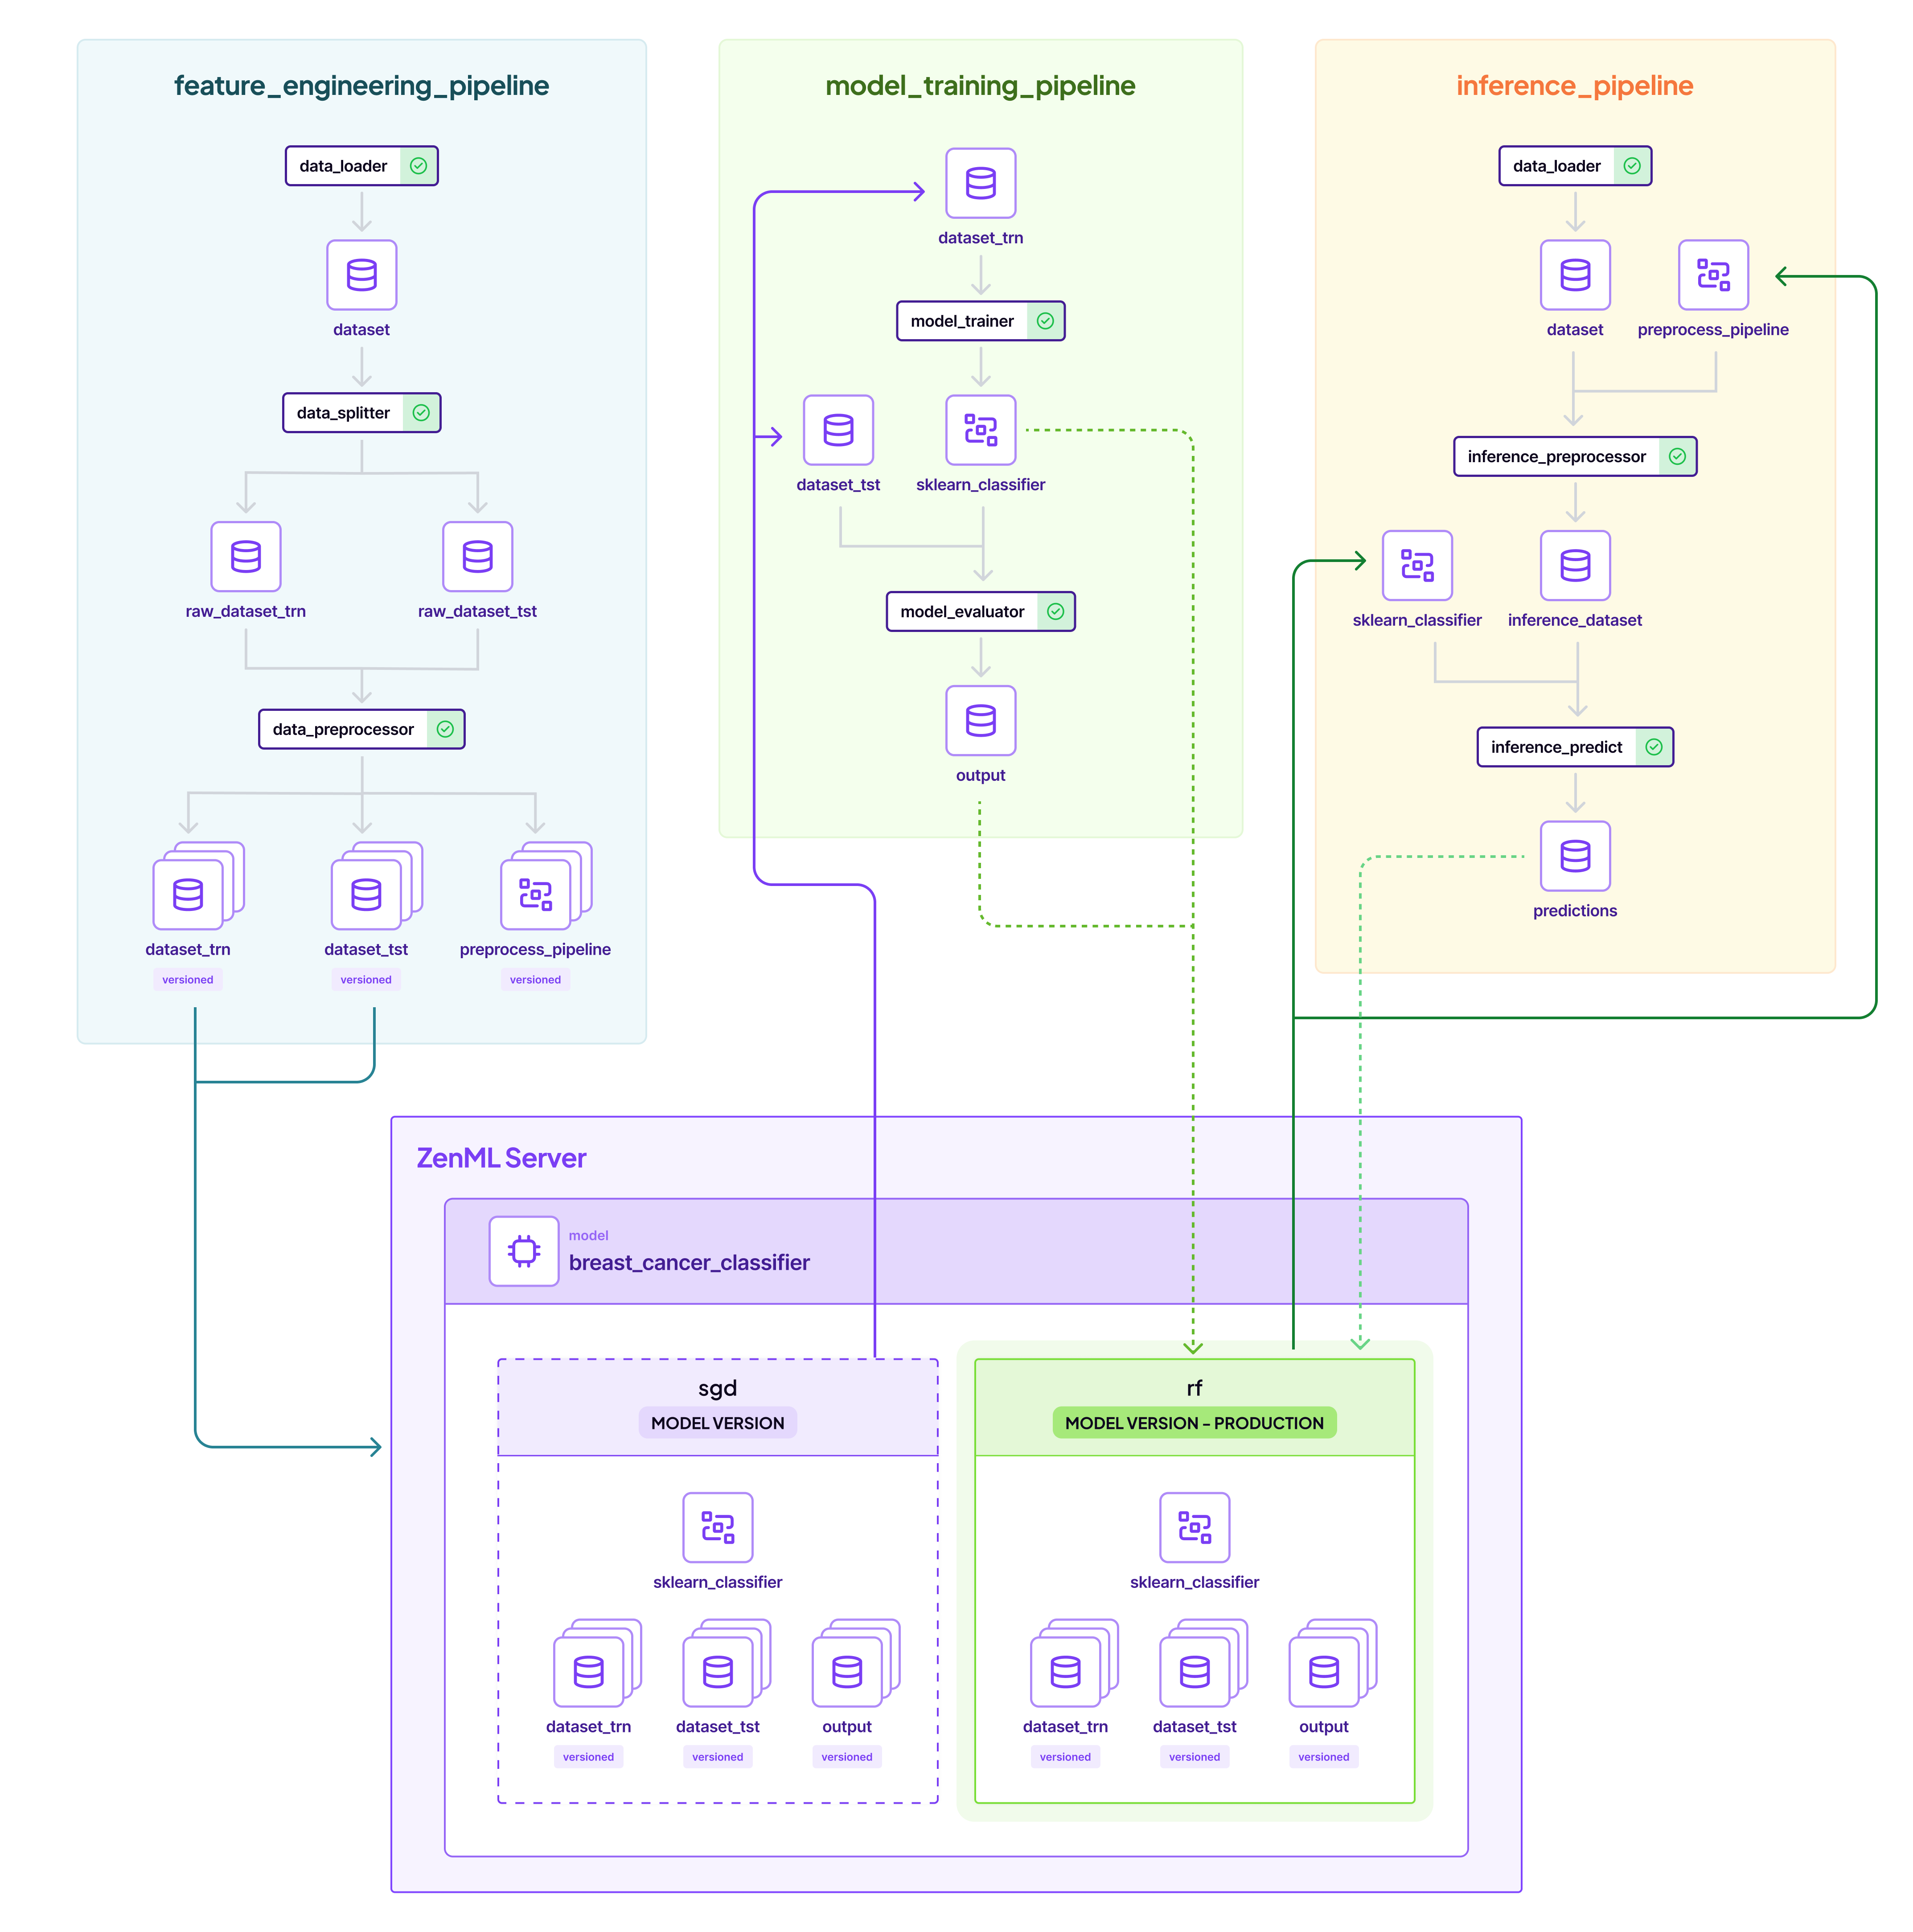 feature_engineering_pipeline
data_loader
dataset
data_splitter
raw_dataset_trn
raw_dataset_tst
data_preprocessor
dataset_trn
versioned
dataset_tst
versioned
preprocess_pipeline
versioned
model_training_pipeline
dataset_trn
model_trainer
dataset_tst
sklearn_classifier
model_evaluator
output
inference_pipeline
data_loader
dataset
preprocess_pipeline
inference_preprocessor
sklearn_classifier
inference_dataset
inference_predict
predictions
ZenML Server
model
breast_cancer_classifier
sgd
MODEL VERSION
sklearn_classifier
dataset_trn
versioned
dataset_tst
versioned
output
versioned
rf
MODEL VERSION - PRODUCTION
sklearn_classifier
dataset_trn
versioned
dataset_tst
versioned
output
versioned